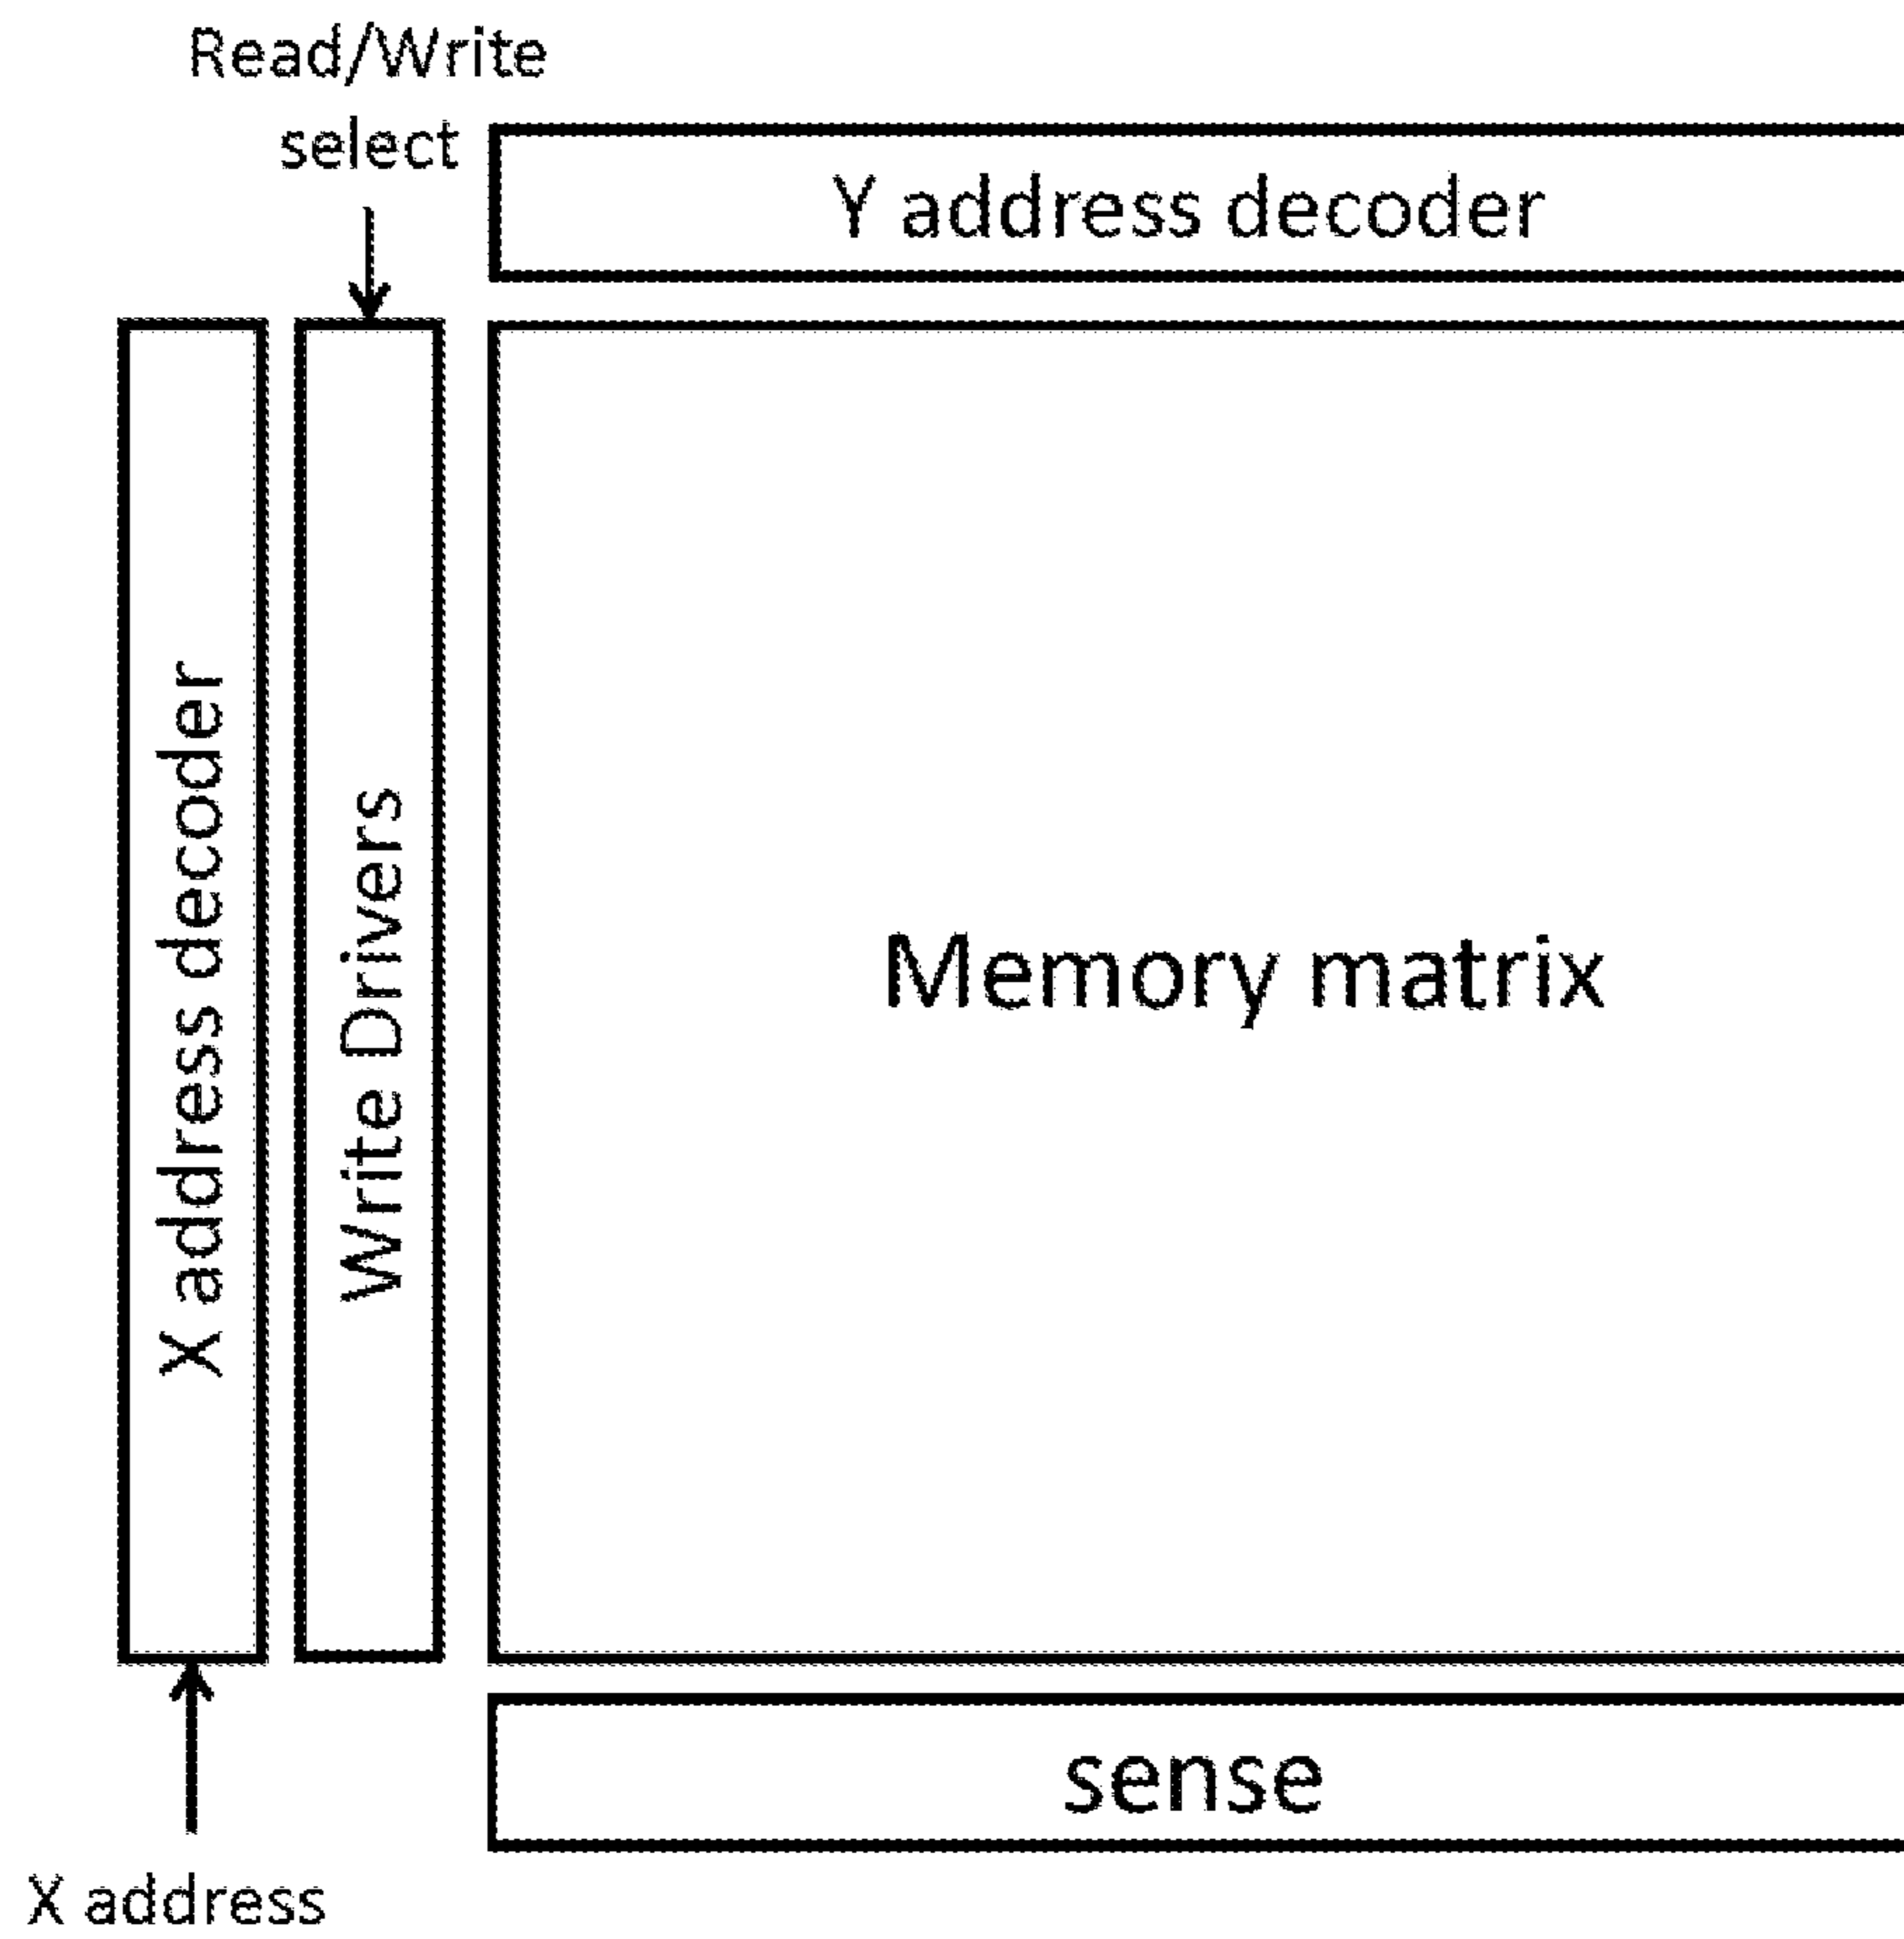 Read/Write
select
Y address decoder
X address decoder
Write Drivers
Memory matrix
sense
X address